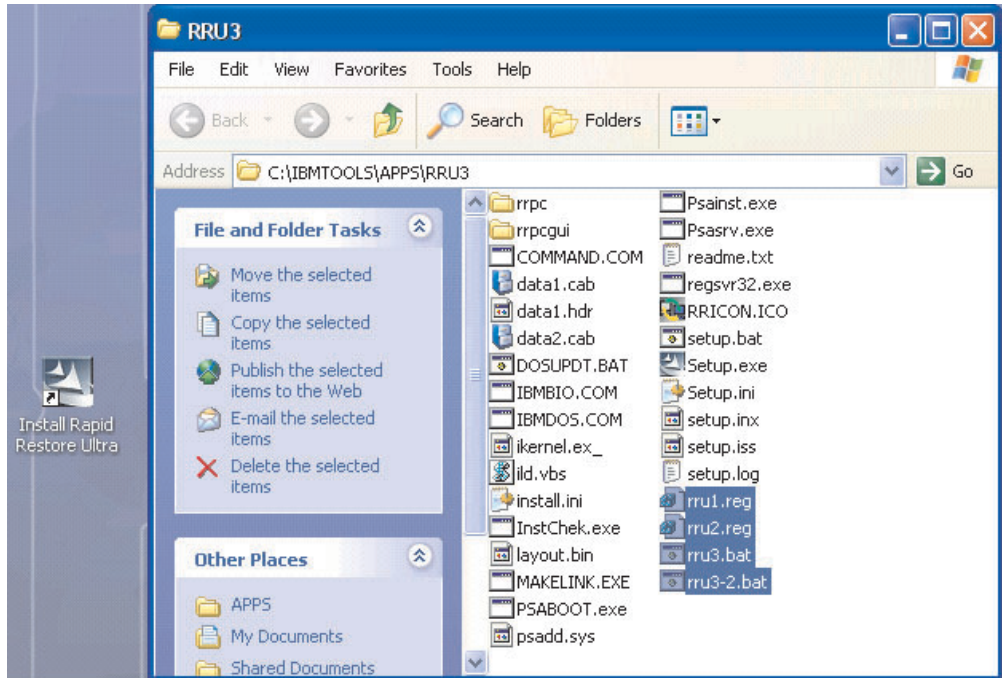 RRU3
File Edit View Favorites Tools Help
Back Search Folders
Address C:\IBMTOOLS\APPS\RRU3 Go
File and Folder Tasks
Move the selected
items
Copy the selected
items
Publish the selected
items to the Web
E-mail the selected
items
Delete the selected
items
Other Places
APPS
My Documents
Shared Documents
rrpc
rrpcgui
COMMAND.COM
data1.cab
data1.hdr
data2.cab
DOSUPDT.BAT
IBMBIO.COM
IBMDOS.COM
ikernel.ex_
ild.vbs
install.ini
InstChek.exe
layout.bin
MAKELINK.EXE
PSABOOT.exe
psadd.sys
Psainst.exe
Psasrv.exe
readme.txt
regsvr32.exe
RRICON.ICO
setup.bat
Setup.exe
Setup.ini
setup.inx
setup.iss
setup.log
rru1.reg
rru2.reg
rru3.bat
rru3-2.bat
Install Rapid
Restore Ultra